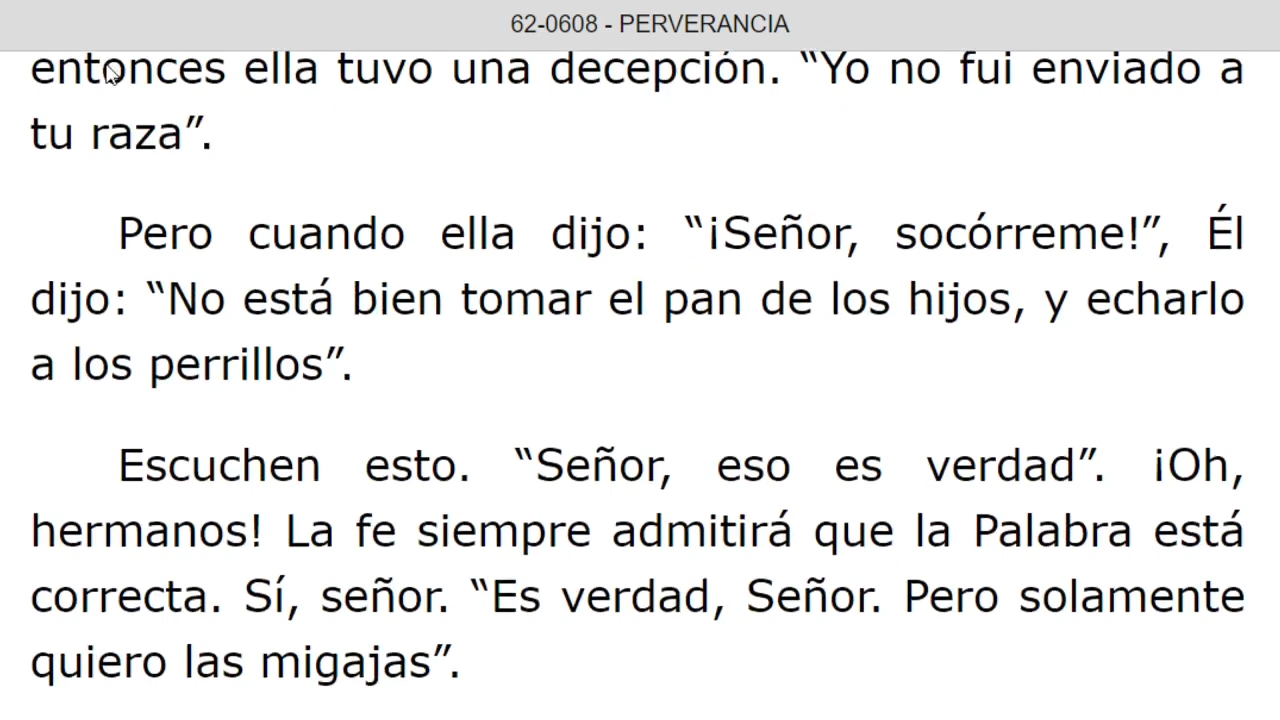 62-0608 - PERVERANCIA
entonces ella tuvo una decepción. “Yo no fui enviado a
tu raza”.
Pero cuando ella dijo: “¡Señor, socórreme!”, Él
dijo: “No está bien tomar el pan de los hijos, y echarlo
a los perrillos”.
Escuchen esto. “Señor, eso es verdad”. ¡Oh,
hermanos! La fe siempre admitirá que la Palabra está
correcta. Sí, señor. “Es verdad, Señor. Pero solamente
quiero las migajas”.